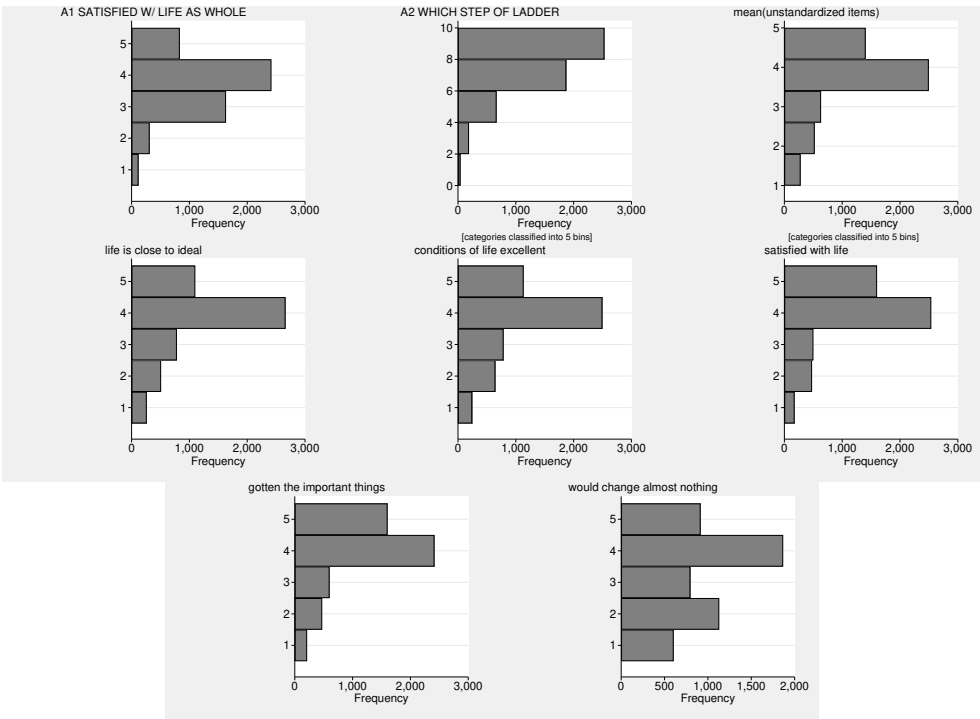 A1 SATISFIED W/ LIFE AS WHOLE
5
4
3
2
1
0 1,000 2,000 3,000
Frequency
A2 WHICH STEP OF LADDER
10
8
6
4
2
0
0 1,000 2,000 3,000
Frequency
[categories classified into 5 bins]
mean(unstandardized items)
5
4
3
2
1
0 1,000 2,000 3,000
Frequency
[categories classified into 5 bins]
life is close to ideal
5
4
3
2
1
0 1,000 2,000 3,000
Frequency
conditions of life excellent
5
4
3
2
1
0 1,000 2,000 3,000
Frequency
satisfied with life
5
4
3
2
1
0 1,000 2,000 3,000
Frequency
gotten the important things
5
4
3
2
1
0 1,000 2,000 3,000
Frequency
would change almost nothing
5
4
3
2
1
0 500 1,000 1,500 2,000
Frequency